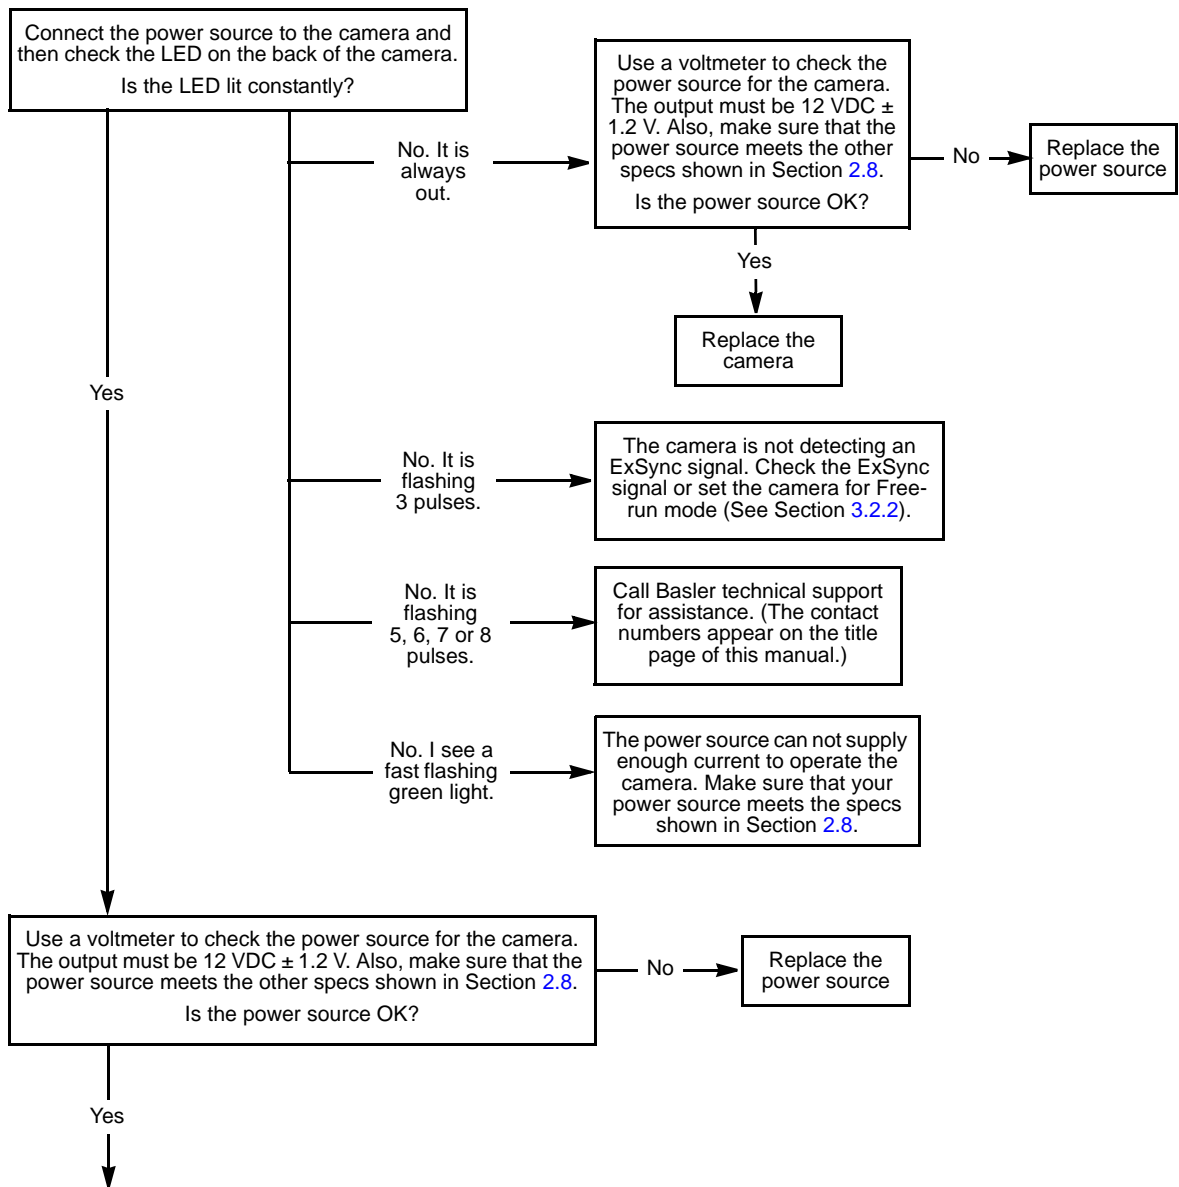 Connect the power source to the camera and
then check the LED on the back of the camera.
Is the LED lit constantly?
Use a voltmeter to check the
power source for the camera.
The output must be 12 VDC ±
1.2 V. Also, make sure that the
power source meets the other
specs shown in Section 2.8.
Is the power source OK?
No. It is
always
out.
No
Replace the
power source
Yes
Replace the
camera
Yes
No. It is
flashing
3 pulses.
The camera is not detecting an
ExSync signal. Check the ExSync
signal or set the camera for Free-
run mode (See Section 3.2.2).
No. It is
flashing
5, 6, 7 or 8
pulses.
Call Basler technical support
for assistance. (The contact
numbers appear on the title
page of this manual.)
No. I see a
fast flashing
green light.
The power source can not supply
enough current to operate the
camera. Make sure that your
power source meets the specs
shown in Section 2.8.
Use a voltmeter to check the power source for the camera.
The output must be 12 VDC ± 1.2 V. Also, make sure that the
power source meets the other specs shown in Section 2.8.
Is the power source OK?
No
Replace the
power source
Yes